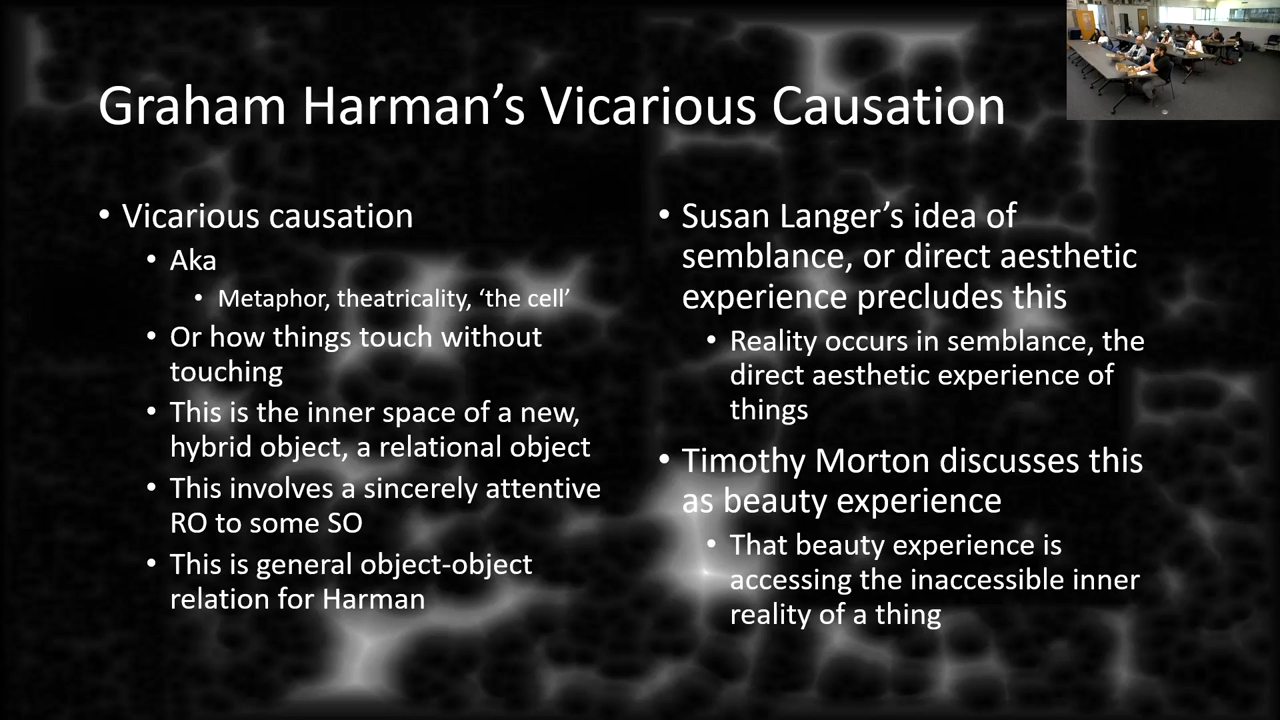 Graham Harman’s Vicarious Causation
• Vicarious causation
• Aka
• Metaphor, theatricality, ‘the cell’
• Or how things touch without
touching
• This is the inner space of a new,
hybrid object, a relational object
• This involves a sincerely attentive
RO to some SO
• This is general object-object
relation for Harman
• Susan Langer’s idea of
semblance, or direct aesthetic
experience precludes this
• Reality occurs in semblance, the
direct aesthetic experience of
things
• Timothy Morton discusses this
as beauty experience
• That beauty experience is
accessing the inaccessible inner
reality of a thing